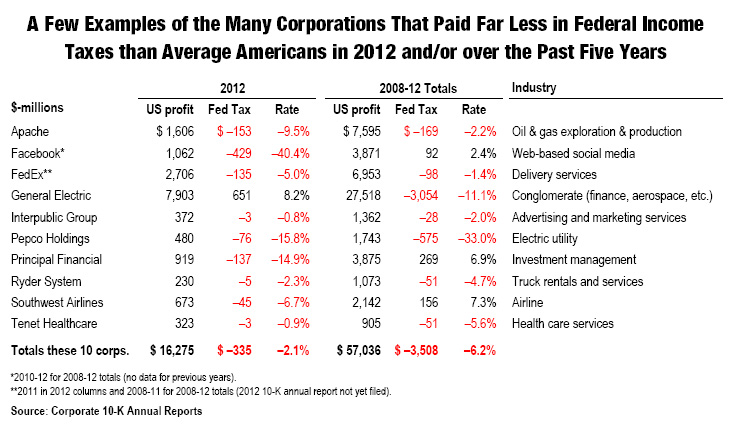 A Few Examples of the Many Corporations That Paid Far Less in Federal Income
Taxes than Average Americans in 2012 and/or over the Past Five Years
2012 2008-12 Totals Industry
$-millions US profit Fed Tax Rate US profit Fed Tax Rate
Apache $ 1,606 $ –153 –9.5% $ 7,595 $ –169 –2.2% Oil & gas exploration & production
Facebook* 1,062 –429 –40.4% 3,871 92 2.4% Web-based social media
FedEx** 2,706 –135 –5.0% 6,953 –98 –1.4% Delivery services
General Electric 7,903 651 8.2% 27,518 –3,054 –11.1% Conglomerate (finance, aerospace, etc.)
Interpublic Group 372 –3 –0.8% 1,362 –28 –2.0% Advertising and marketing services
Pepco Holdings 480 –76 –15.8% 1,743 –575 –33.0% Electric utility
Principal Financial 919 –137 –14.9% 3,875 269 6.9% Investment management
Ryder System 230 –5 –2.3% 1,073 –51 –4.7% Truck rentals and services
Southwest Airlines 673 –45 –6.7% 2,142 156 7.3% Airline
Tenet Healthcare 323 –3 –0.9% 905 –51 –5.6% Health care services
Totals these 10 corps. $ 16,275 $ –335 –2.1% $ 57,036 $ –3,508 –6.2%
*2010-12 for 2008-12 totals (no data for previous years).
**2011 in 2012 columns and 2008-11 for 2008-12 totals (2012 10-K annual report not yet filed).
Source: Corporate 10-K Annual Reports